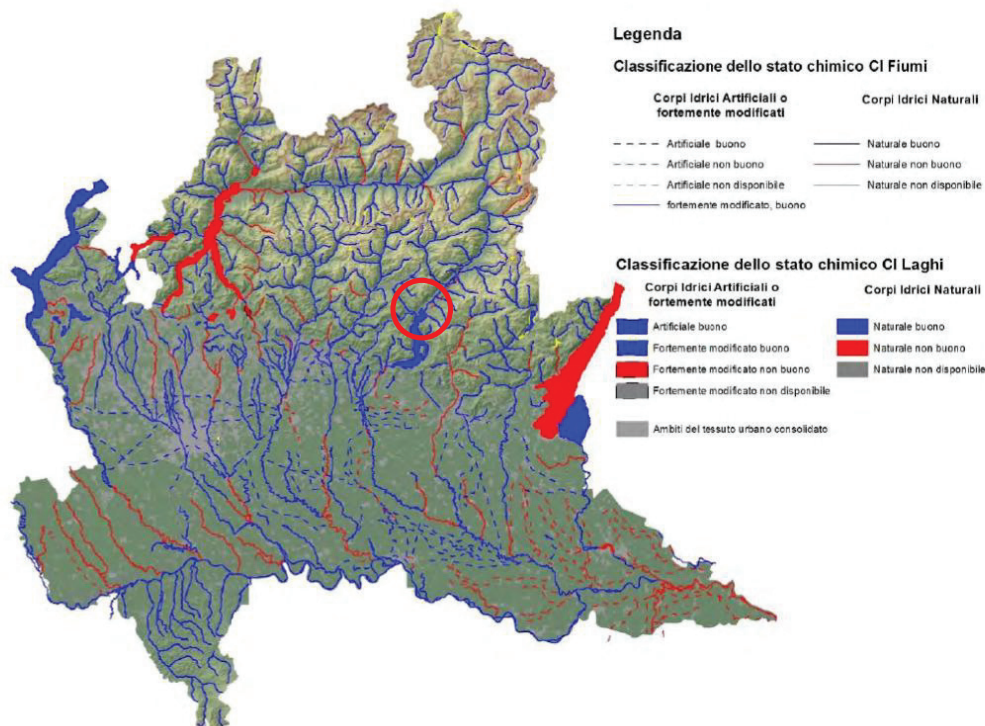 Legenda
Classificazione dello stato chimico CI Fiumi
Corpi Idrici Artificiali o
fortemente modificati
Corpi Idrici Naturali
Artificiale buono
Naturale buono
Artificiale non buono
Naturale non buono
Artificiale non disponibile
Naturale non disponibile
fortemente modificato, buono
Classificazione dello stato chimico CI Laghi
Corpi Idrici Artificiali o
fortemente modificati
Corpi Idrici Naturali
Artificiale buono
Naturale buono
Fortemente modificato buono
Naturale non buono
Fortemente modificato non buono
Naturale non disponibile
Fortemente modificato non disponibile
Ambiti del tessuto urbano consolidato